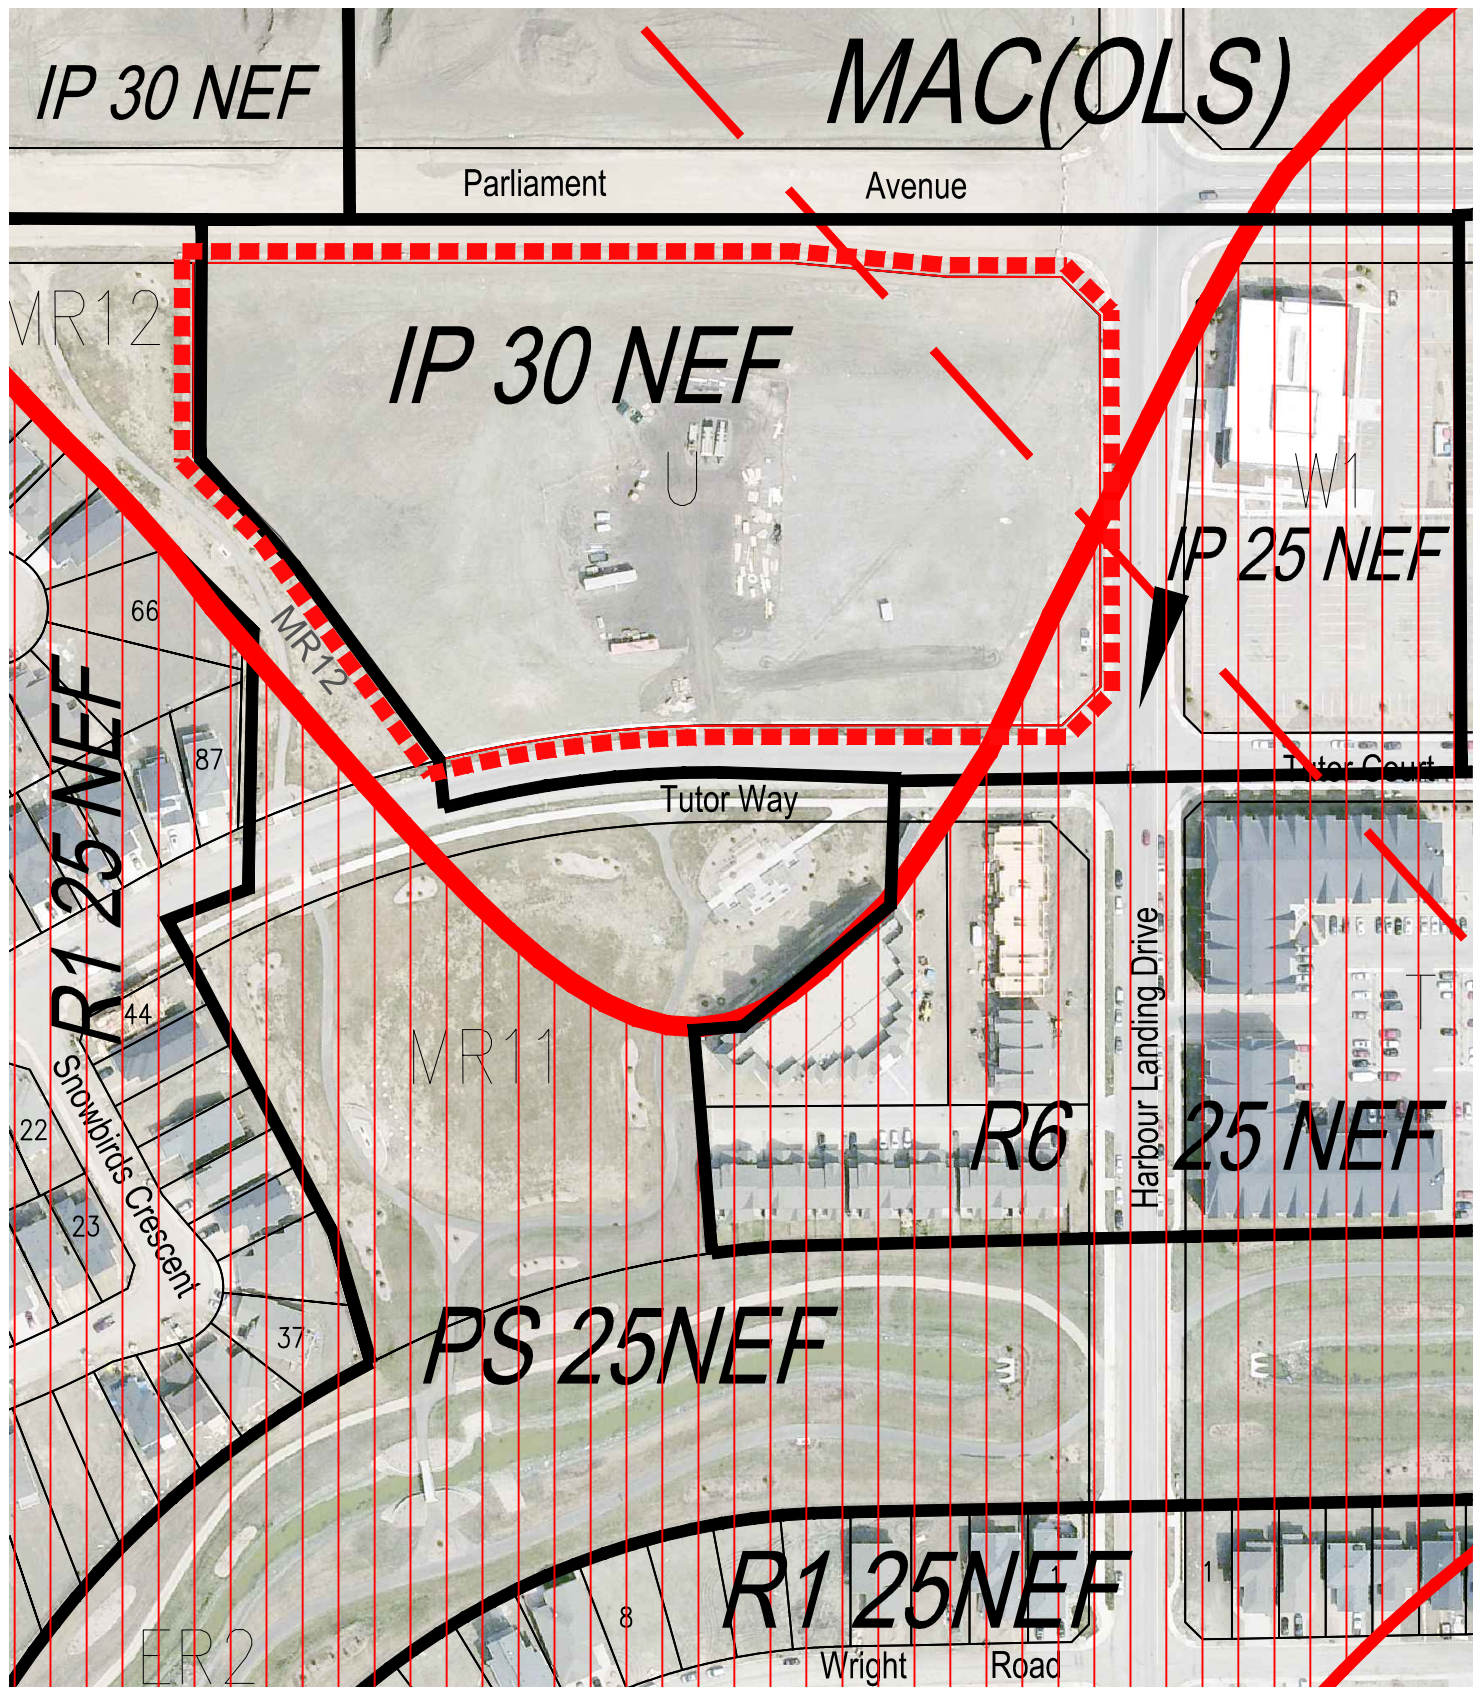 MAC(OLS)
IP 30 NEF
Parliament Avenue
MR12
IP 30 NEF
U
W1
IP 25 NEF
66
MR12
R1 25 NEF
87
Tutor Court
Tutor Way
44
MR11
Harbour Landing Drive
T
Snowbirds Crescent
22
R6 25 NEF
23
37
PS 25NEF
R1 25NEF
1
1
8
ER2
Wright Road